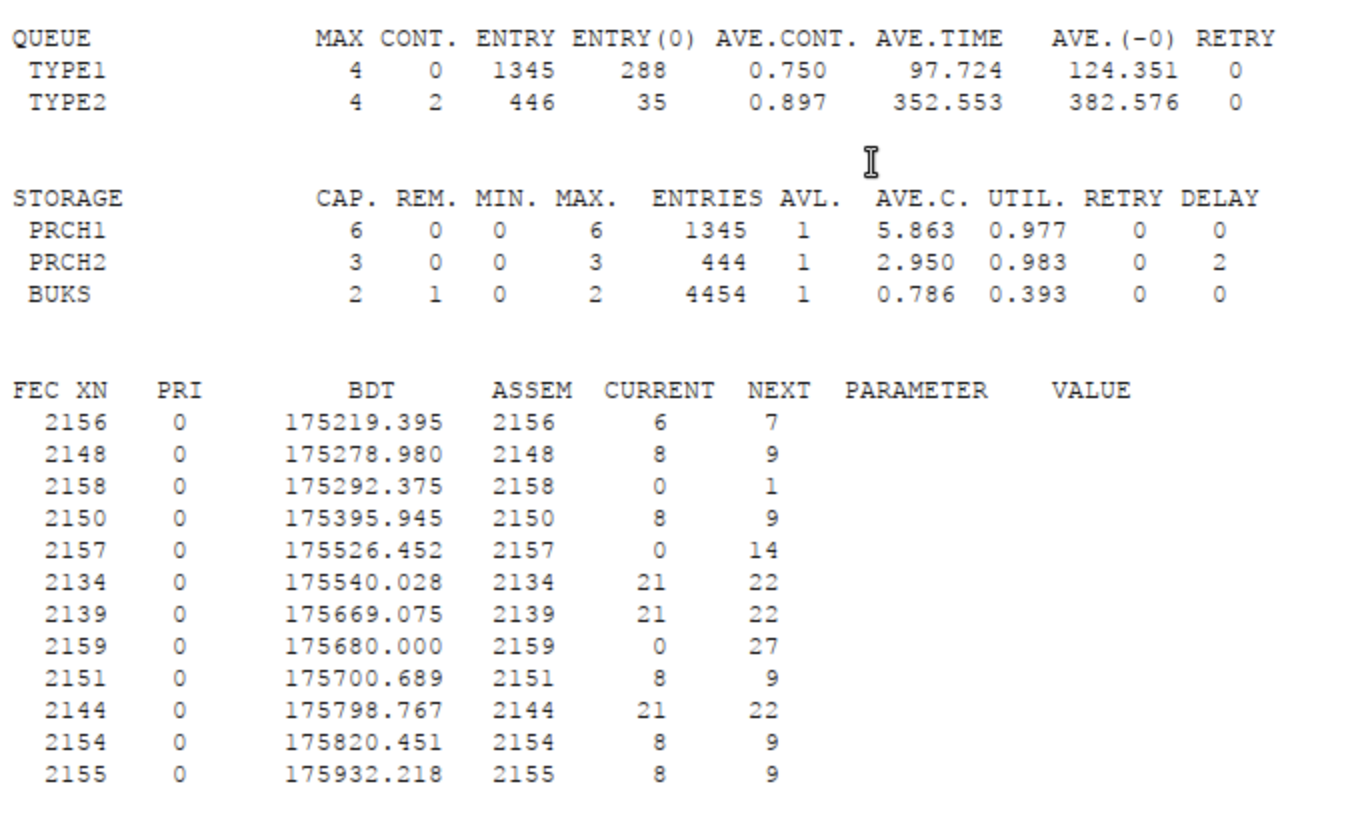 QUEUE MAX CONT. ENTRY ENTRY(0) AVE.CONT. AVE.TIME AVE.(-0) RETRY
TYPE1 4 0 1345 288 0.750 97.724 124.351 0
TYPE2 4 2 446 35 0.897 352.553 382.576 0
STORAGE CAP. REM. MIN. MAX. ENTRIES AVL. AVE.C. UTIL. RETRY DELAY
PRCH1 6 0 0 6 1345 1 5.863 0.977 0 0
PRCH2 3 0 0 3 444 1 2.950 0.983 0 2
BUKS 2 1 0 2 4454 1 0.786 0.393 0 0
FEC XN PRI BDT ASSEM CURRENT NEXT PARAMETER VALUE
2156 0 175219.395 2156 6 7
2148 0 175278.980 2148 8 9
2158 0 175292.375 2158 0 1
2150 0 175395.945 2150 8 9
2157 0 175526.452 2157 0 14
2134 0 175540.028 2134 21 22
2139 0 175669.075 2139 21 22
2159 0 175680.000 2159 0 27
2151 0 175700.689 2151 8 9
2144 0 175798.767 2144 21 22
2154 0 175820.451 2154 8 9
2155 0 175932.218 2155 8 9